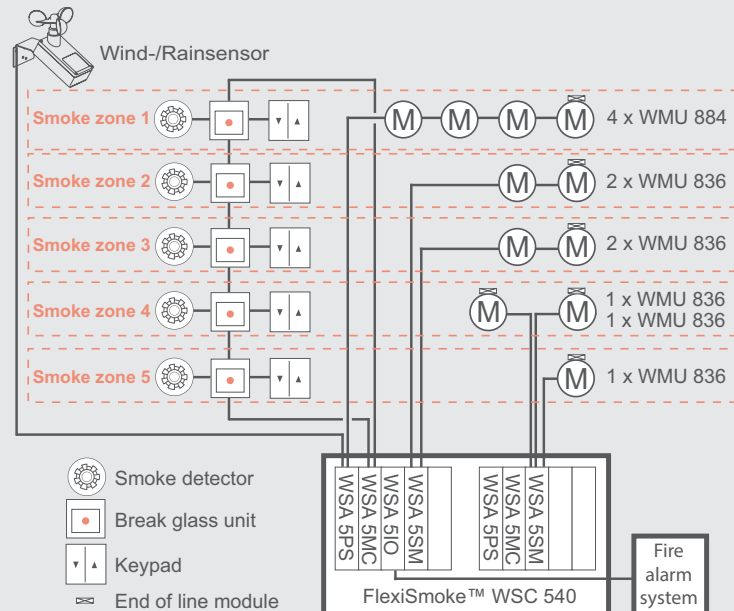 Wind-/Rainsensor
Smoke zone 1
M M M M
4 x WMU 884
Smoke zone 2
M M
2 x WMU 836
Smoke zone 3
M M
2 x WMU 836
Smoke zone 4
M M
1 x WMU 836
1 x WMU 836
Smoke zone 5
M
1 x WMU 836
Smoke detector
Break glass unit
Keypad
End of line module
WSA 5PS
WSA 5MC
WSA 5IO
WSA 5SM
WSA 5PS
WSA 5MC
WSA 5SM
FlexiSmoke™ WSC 540
Fire
alarm
system